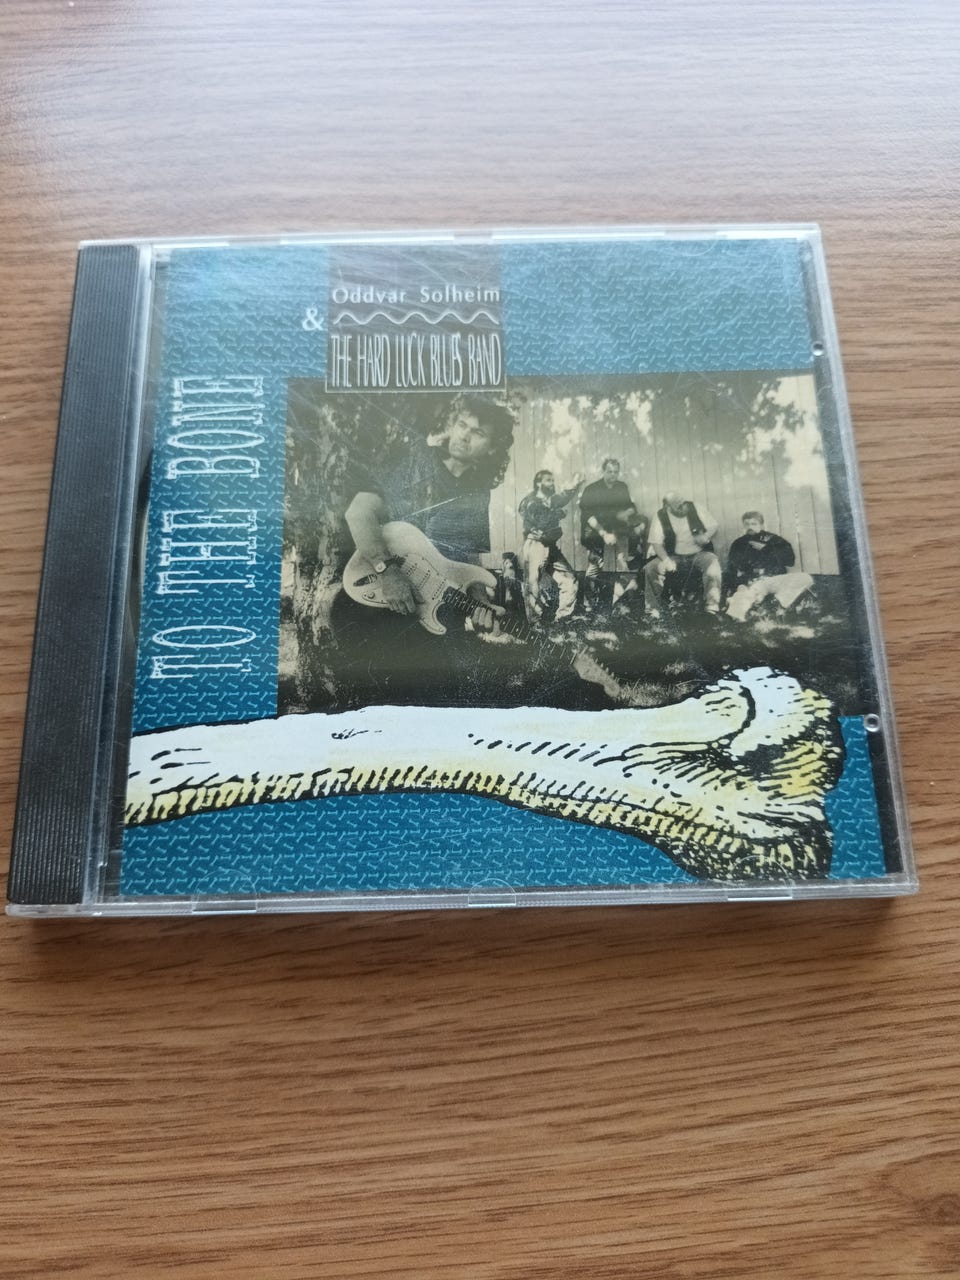 Oddvar Solheim
&
THE HARD LUCK BLUES BAND
TO THE BONE